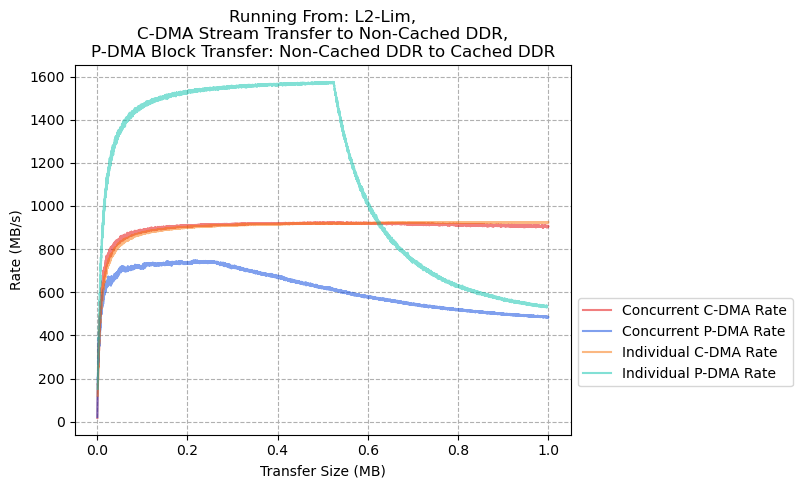 Running From: L2-Lim,
C-DMA Stream Transfer to Non-Cached DDR,
P-DMA Block Transfer: Non-Cached DDR to Cached DDR
Rate (MB/s)
1600
1400
1200
1000
800
600
400
200
0
0.0
0.2
0.4
0.6
0.8
1.0
Transfer Size (MB)
Concurrent C-DMA Rate
Concurrent P-DMA Rate
Individual C-DMA Rate
Individual P-DMA Rate